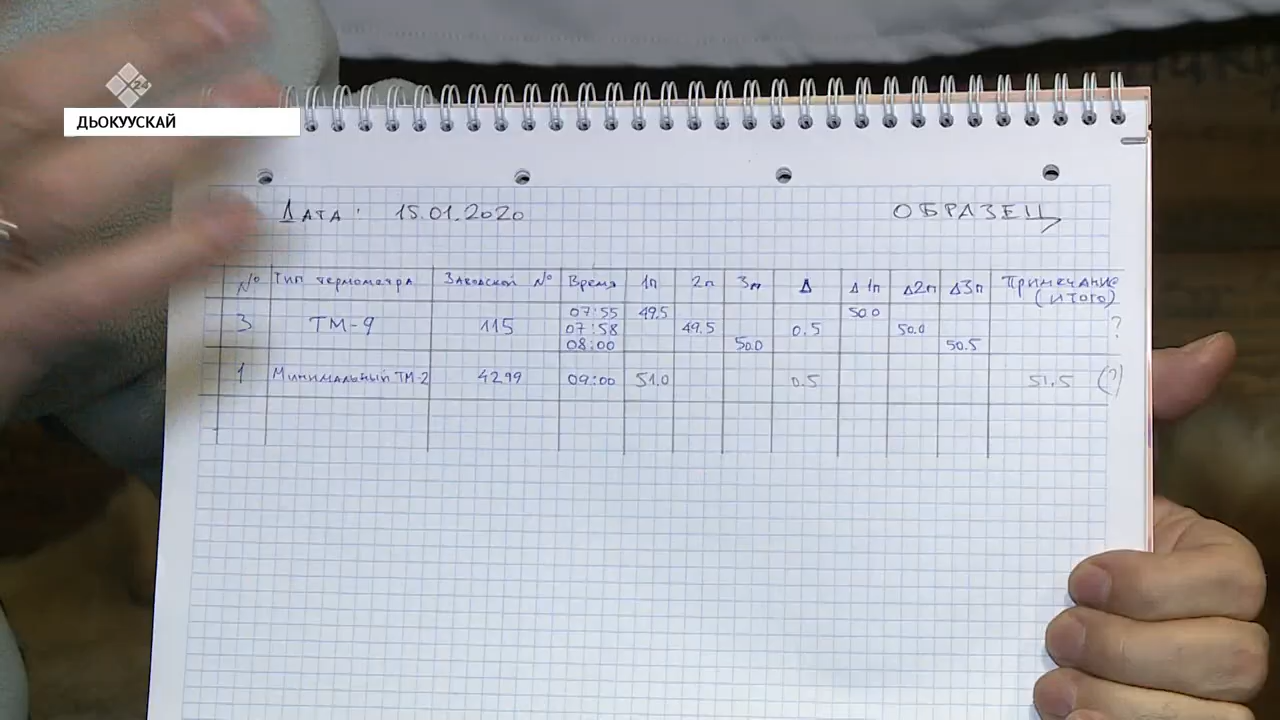 X24
ДЬОКУУСКАЙ
Дата: 15.01.2020 ОБРАЗЕЦ
№ Тип термометра Заводской № Время 1п 2п 3п Δ Δ1п Δ2п Δ3п Примечание
(итого)
07:55 49.5 50.0
3 ТМ-9 115 07:58 49.5 0.5 50.0 ?
08:00 50.0 50.5
1 Минимальный ТМ-2 4299 09:00 51.0 0.5 51.5 (?)